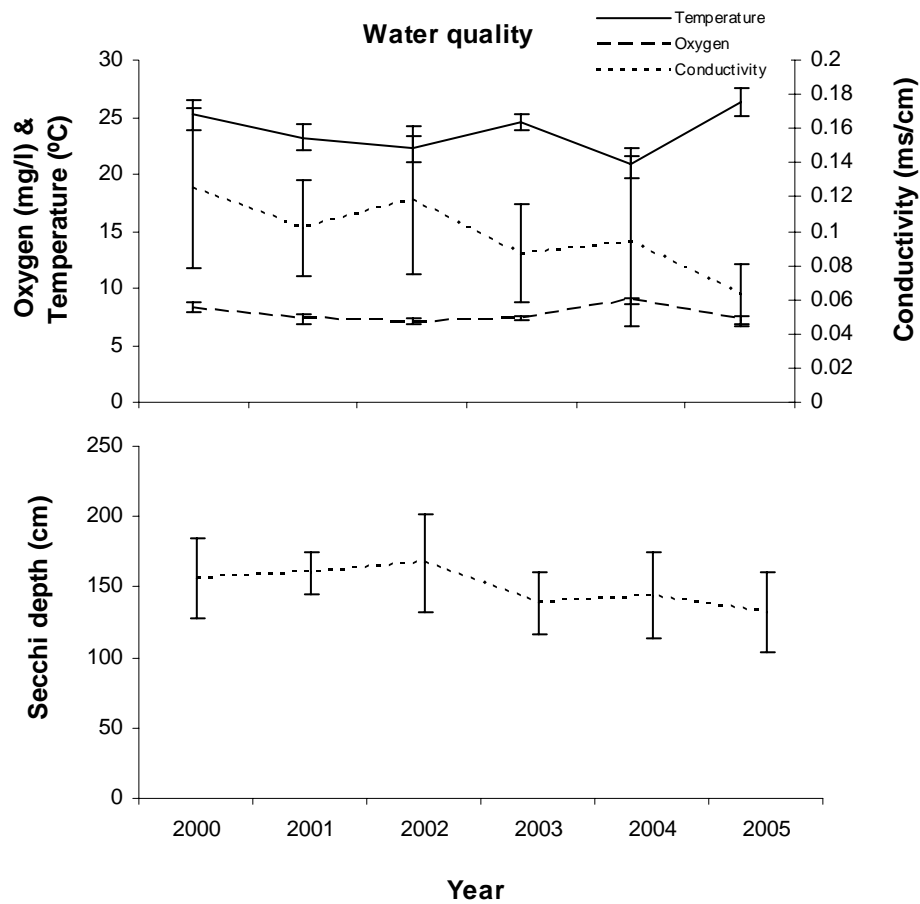 Water quality
Temperature
Oxygen
Conductivity
Oxygen (mg/l) &
Temperature (ºC)
30
25
20
15
10
5
0
0.2
0.18
0.16
0.14
0.12
0.1
0.08
0.06
0.04
0.02
0
Conductivity (ms/cm)
Secchi depth (cm)
250
200
150
100
50
0
2000 2001 2002 2003 2004 2005
Year